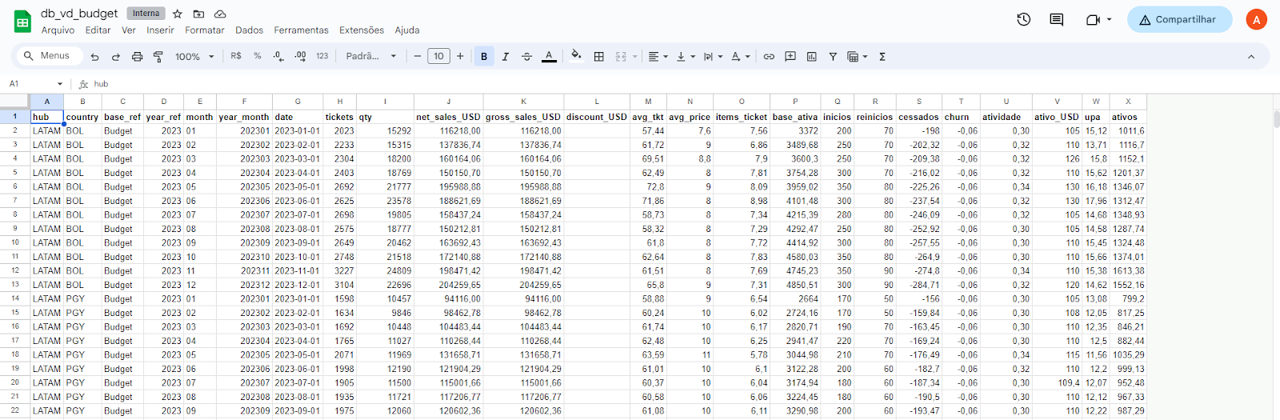 db_vd_budget Interna
Arquivo Editar Ver Inserir Formatar Dados Ferramentas Extensões Ajuda
Compartilhar
A
Menus 100% R$ % .0 .00 123 Padrã... 10 B I A
A1 fx hub
A B C D E F G H I J K L M N O P Q R S T U V W X
1 hub country base_ref year_ref month year_month date tickets qty net_sales_USD gross_sales_USD discount_USD avg_tkt avg_price items_ticket base_ativa inicios reinicios cessados churn atividade ativo_USD upa ativos
2 LATAM BOL Budget 2023 01 202301 2023-01-01 2023 15292 116218,00 116218,00 57,44 7,6 7,56 3372 200 70 -198 -0,06 0,30 105 15,12 1011,6
3 LATAM BOL Budget 2023 02 202302 2023-02-01 2233 15315 137836,74 137836,74 61,72 9 6,86 3489,68 250 70 -202,32 -0,06 0,32 110 13,71 1116,7
4 LATAM BOL Budget 2023 03 202303 2023-03-01 2304 18200 160164,06 160164,06 69,51 8,8 7,9 3600,3 250 70 -209,38 -0,06 0,32 126 15,8 1152,1
5 LATAM BOL Budget 2023 04 202304 2023-04-01 2403 18769 150150,70 150150,70 62,49 8 7,81 3754,28 300 70 -216,02 -0,06 0,32 110 15,62 1201,37
6 LATAM BOL Budget 2023 05 202305 2023-05-01 2692 21777 195988,88 195988,88 72,8 9 8,09 3959,02 350 80 -225,26 -0,06 0,34 130 16,18 1346,07
7 LATAM BOL Budget 2023 06 202306 2023-06-01 2625 23578 188621,69 188621,69 71,86 8 8,98 4101,48 300 80 -237,54 -0,06 0,32 130 17,96 1312,47
8 LATAM BOL Budget 2023 07 202307 2023-07-01 2698 19805 158437,24 158437,24 58,73 8 7,34 4215,39 280 80 -246,09 -0,06 0,32 105 14,68 1348,93
9 LATAM BOL Budget 2023 08 202308 2023-08-01 2575 18777 150212,81 150212,81 58,32 8 7,29 4292,47 250 80 -252,92 -0,06 0,30 105 14,58 1287,74
10 LATAM BOL Budget 2023 09 202309 2023-09-01 2649 20462 163692,43 163692,43 61,8 8 7,72 4414,92 300 80 -257,55 -0,06 0,30 110 15,45 1324,48
11 LATAM BOL Budget 2023 10 202310 2023-10-01 2748 21518 172140,88 172140,88 62,64 8 7,83 4580,03 350 80 -264,9 -0,06 0,30 110 15,66 1374,01
12 LATAM BOL Budget 2023 11 202311 2023-11-01 3227 24809 198471,42 198471,42 61,51 8 7,69 4745,23 350 90 -274,8 -0,06 0,34 110 15,38 1613,38
13 LATAM BOL Budget 2023 12 202312 2023-12-01 3104 22696 204259,65 204259,65 65,8 9 7,31 4850,51 300 90 -284,71 -0,06 0,32 120 14,62 1552,16
14 LATAM PGY Budget 2023 01 202301 2023-01-01 1598 10457 94116,00 94116,00 58,88 9 6,54 2664 170 50 -156 -0,06 0,30 105 13,08 799,2
15 LATAM PGY Budget 2023 02 202302 2023-02-01 1634 9846 98462,78 98462,78 60,24 10 6,02 2724,16 170 50 -159,84 -0,06 0,30 108 12,05 817,25
16 LATAM PGY Budget 2023 03 202303 2023-03-01 1692 10448 104483,44 104483,44 61,74 10 6,17 2820,71 190 70 -163,45 -0,06 0,30 110 12,35 846,21
17 LATAM PGY Budget 2023 04 202304 2023-04-01 1765 11027 110268,44 110268,44 62,48 10 6,25 2941,47 220 70 -169,24 -0,06 0,30 110 12,5 882,44
18 LATAM PGY Budget 2023 05 202305 2023-05-01 2071 11969 131658,71 131658,71 63,59 11 5,78 3044,98 210 70 -176,49 -0,06 0,34 115 11,56 1035,29
19 LATAM PGY Budget 2023 06 202306 2023-06-01 1998 12190 121904,29 121904,29 61,01 10 6,1 3122,28 200 60 -182,7 -0,06 0,32 110 12,2 999,13
20 LATAM PGY Budget 2023 07 202307 2023-07-01 1905 11500 115001,66 115001,66 60,37 10 6,04 3174,94 180 60 -187,34 -0,06 0,30 109,4 12,07 952,48
21 LATAM PGY Budget 2023 08 202308 2023-08-01 1935 11721 117206,77 117206,77 60,58 10 6,06 3224,45 180 60 -190,5 -0,06 0,30 110 12,12 967,33
22 LATAM PGY Budget 2023 09 202309 2023-09-01 1975 12060 120602,36 120602,36 61,08 10 6,11 3290,98 200 60 -193,47 -0,06 0,30 110 12,22 987,29